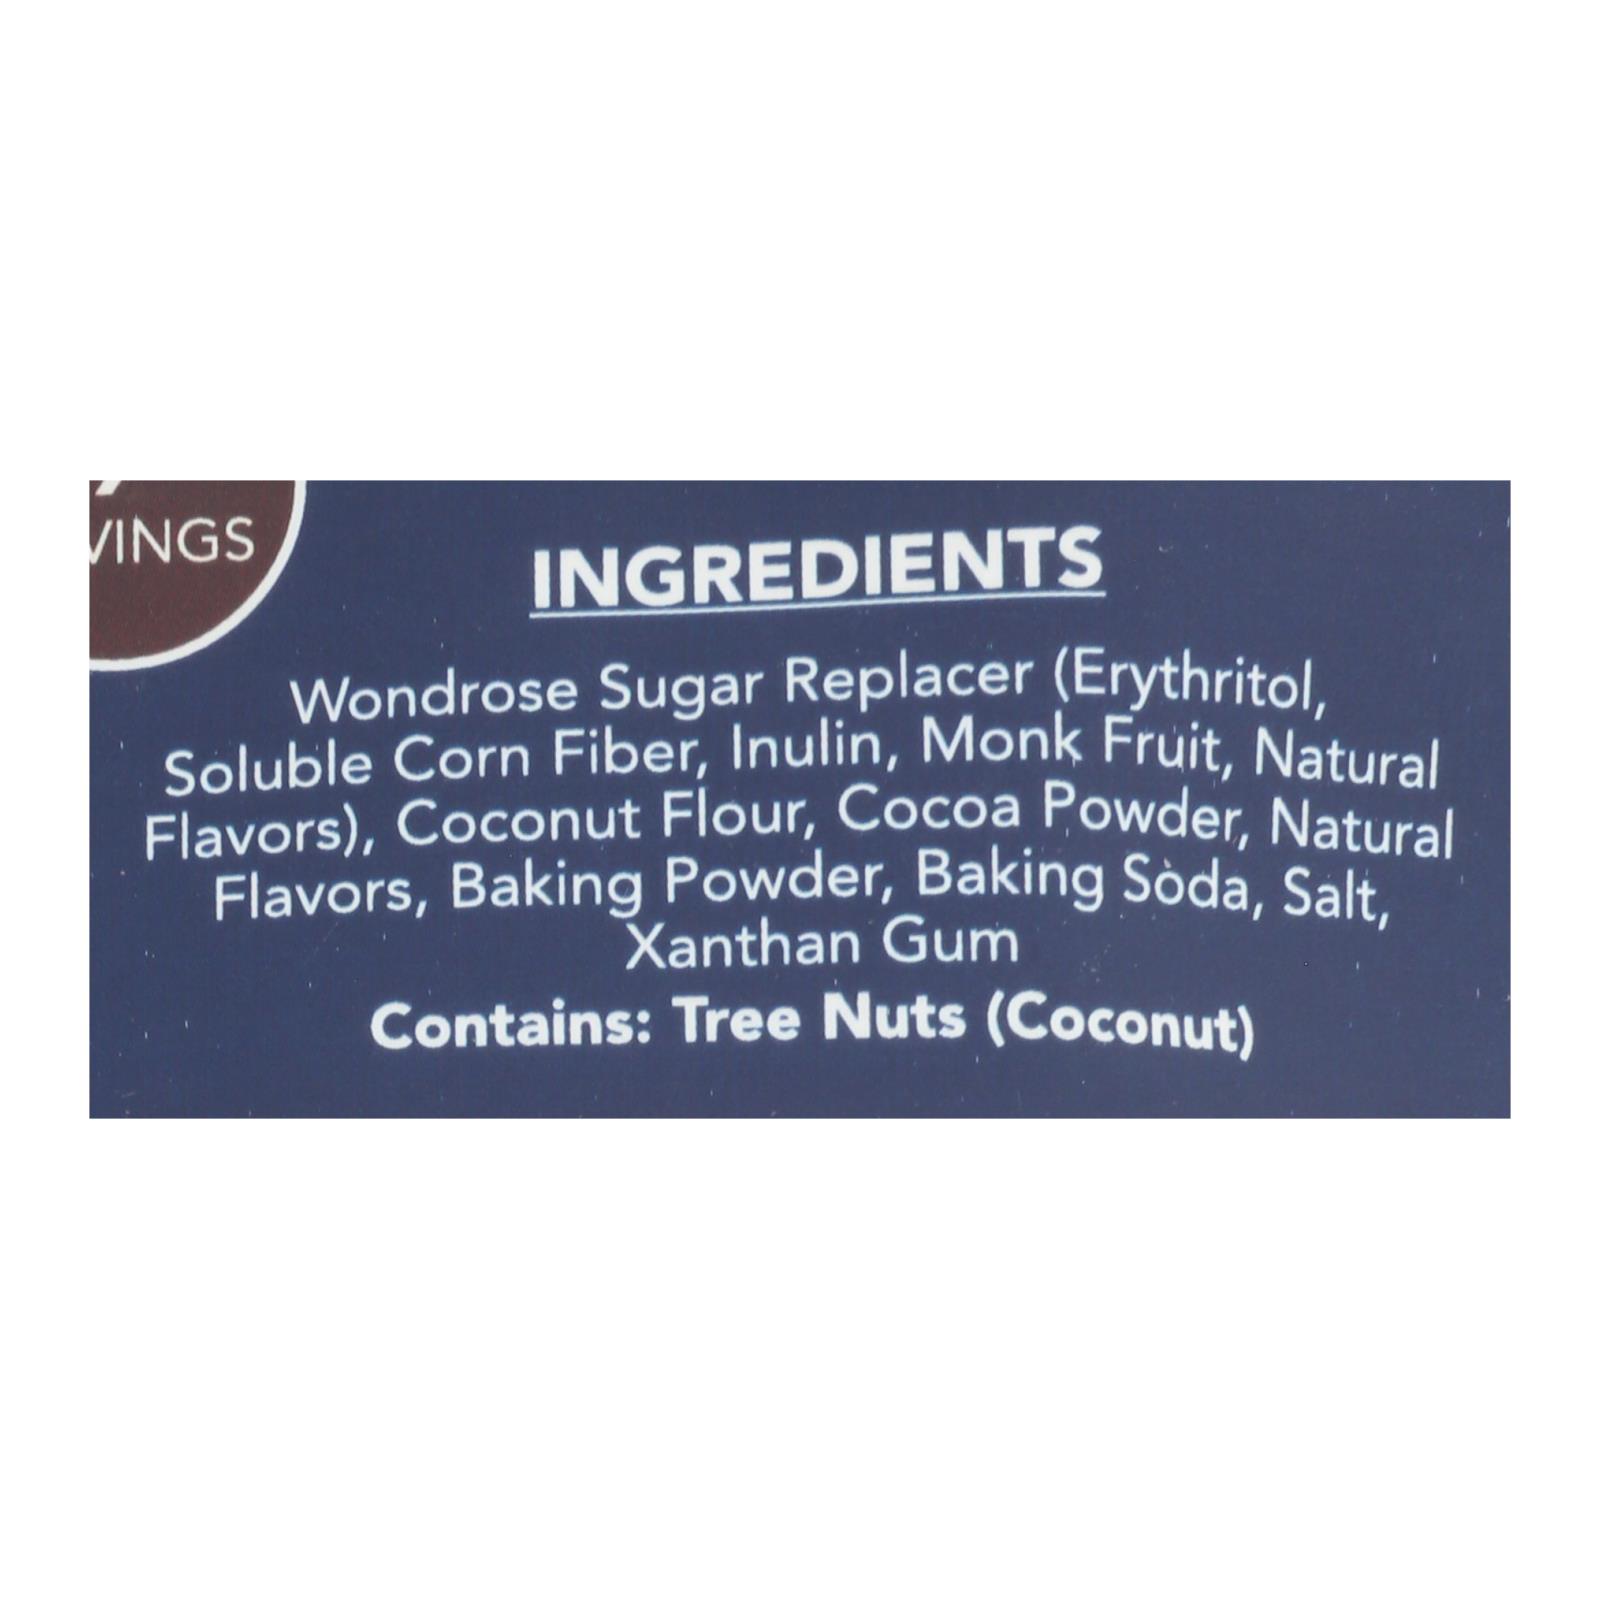 VINGS
INGREDIENTS
Wondrose Sugar Replacer (Erythritol,
Soluble Corn Fiber, Inulin, Monk Fruit, Natural
Flavors), Coconut Flour, Cocoa Powder, Natural
Flavors, Baking Powder, Baking Soda, Salt,
Xanthan Gum
Contains: Tree Nuts (Coconut)